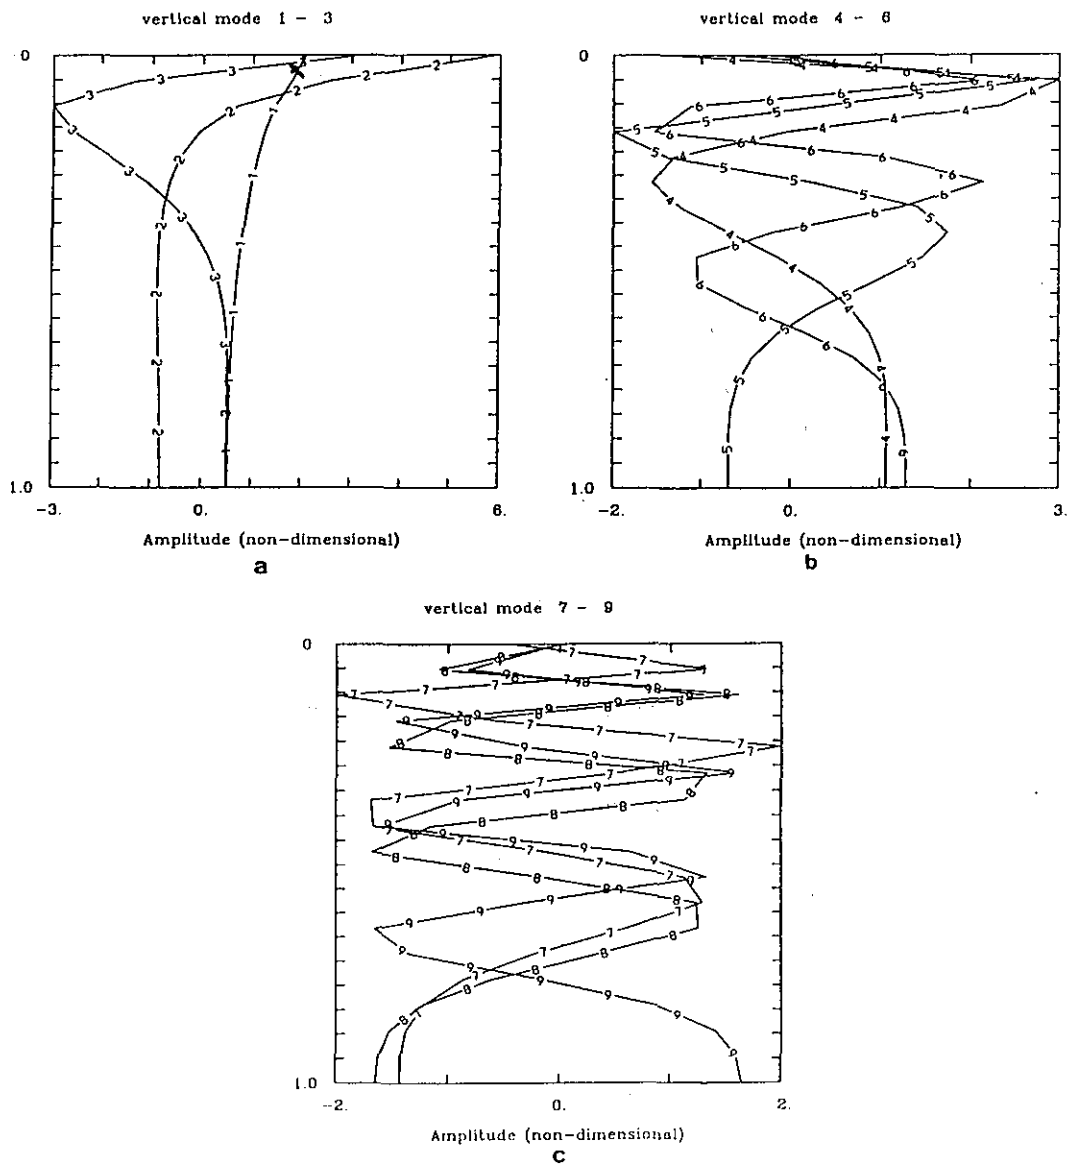 vertical mode 1 - 3
0
1.0
-3. 0. 6.
Amplitude (non-dimensional)
a
vertical mode 4 - 6
0
1.0
-2. 0. 3.
Amplitude (non-dimensional)
b
vertical mode 7 - 9
0
1.0
-2. 0. 2.
Amplitude (non-dimensional)
c